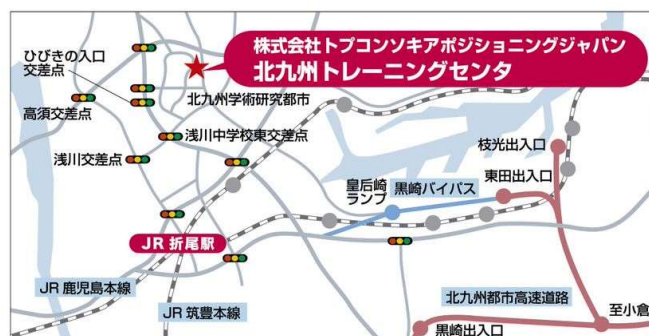 株式会社トプコンソキアポジショニングジャパン
北九州トレーニングセンタ
ひびきの入口
交差点
北九州学術研究都市
高須交差点
浅川中学校東交差点
浅川交差点
枝光出入口
東田出入口
皇后崎
ランプ
黒崎バイパス
JR 折尾駅
JR 鹿児島本線
JR 筑豊本線
北九州都市高速道路
至小倉
黒崎出入口